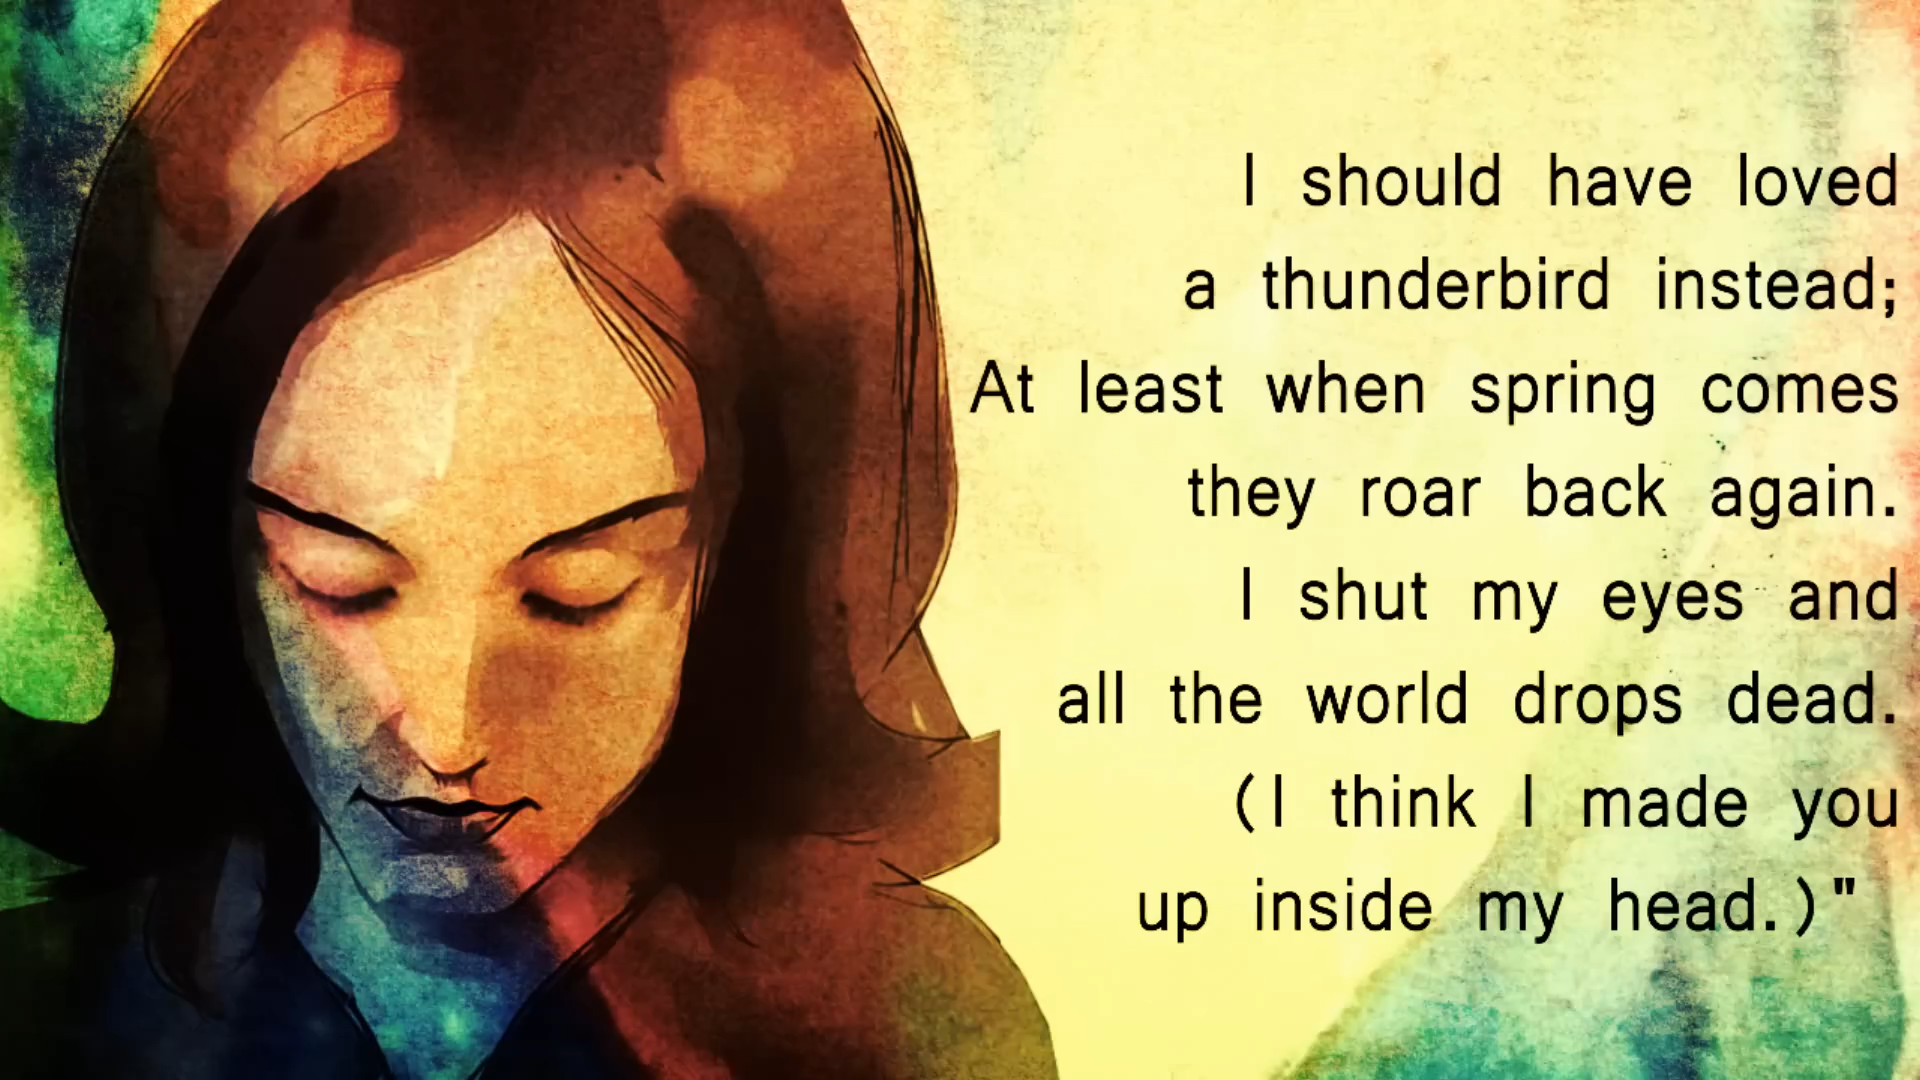 I should have loved
a thunderbird instead;
At least when spring comes
they roar back again.
I shut my eyes and
all the world drops dead.
(I think I made you
up inside my head.)"